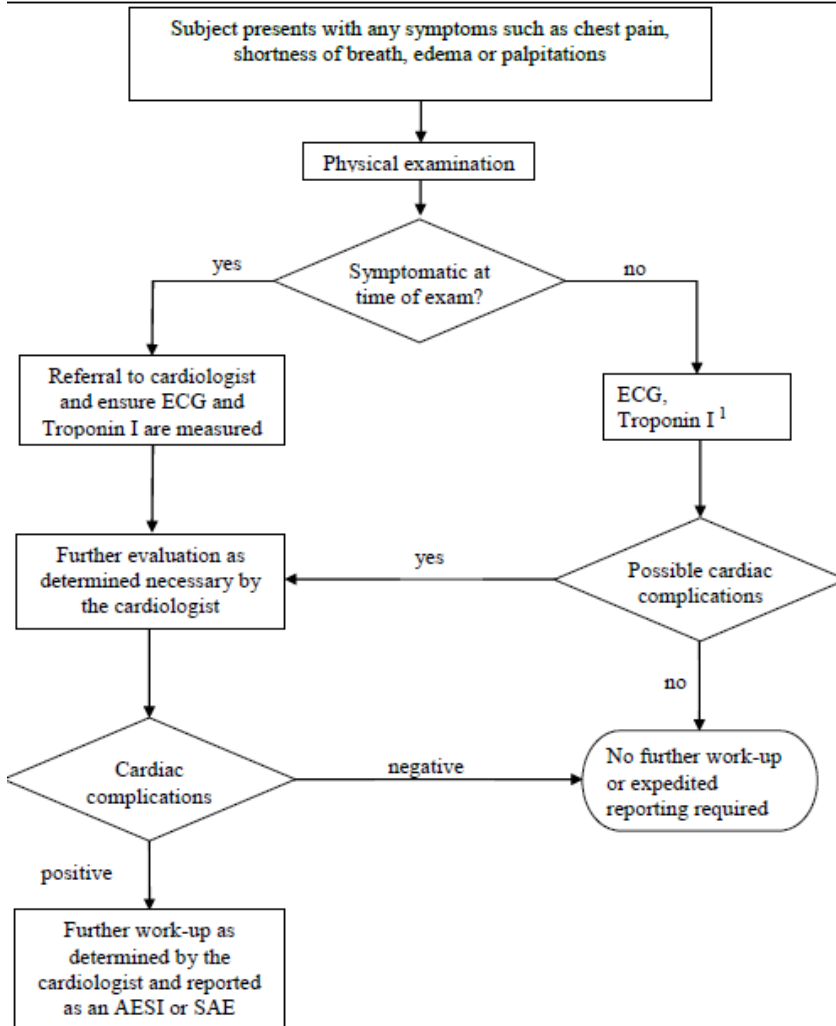 Subject presents with any symptoms such as chest pain,
shortness of breath, edema or palpitations
Physical examination
yes
Symptomatic at
time of exam?
no
Referral to cardiologist
and ensure ECG and
Troponin I are measured
ECG,
Troponin I 1
Further evaluation as
determined necessary by
the cardiologist
yes
Possible cardiac
complications
no
Cardiac
complications
negative
No further work-up
or expedited
reporting required
positive
Further work-up as
determined by the
cardiologist and reported
as an AESI or SAE